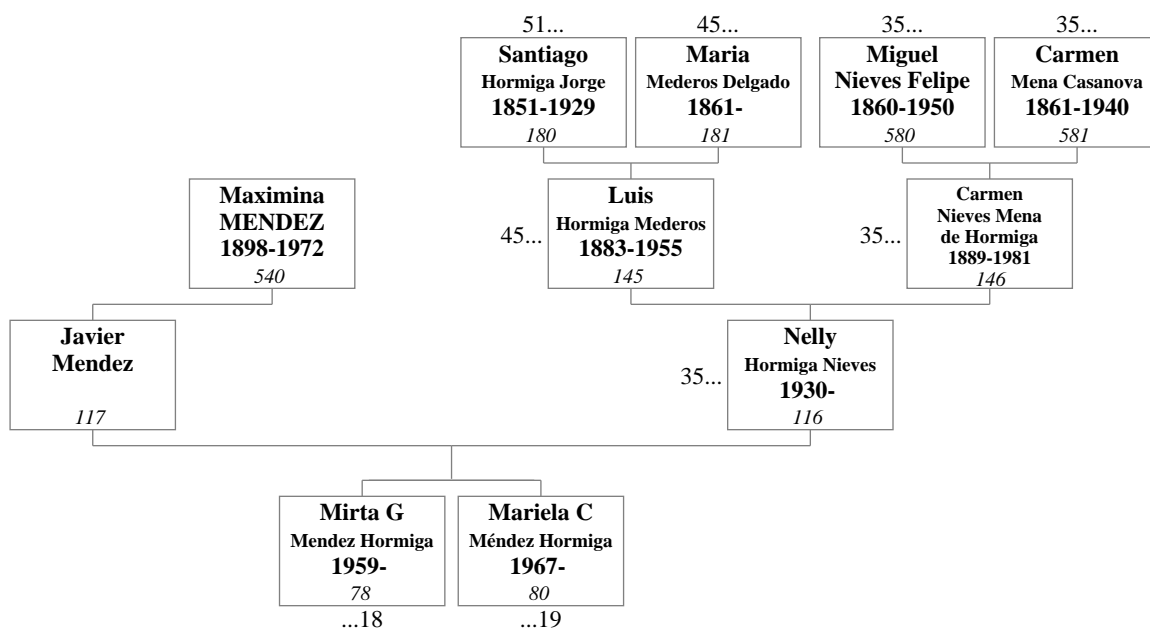 51...
45...
35...
35...
Santiago
Hormiga Jorge
1851-1929
180
Maria
Mederos Delgado
1861-
181
Miguel
Nieves Felipe
1860-1950
580
Carmen
Mena Casanova
1861-1940
581
Maximina
MENDEZ
1898-1972
540
45...
Luis
Hormiga Mederos
1883-1955
145
35...
Carmen
Nieves Mena
de Hormiga
1889-1981
146
Javier
Mendez
117
35...
Nelly
Hormiga Nieves
1930-
116
Mirta G
Mendez Hormiga
1959-
78
...18
Mariela C
Méndez Hormiga
1967-
80
...19